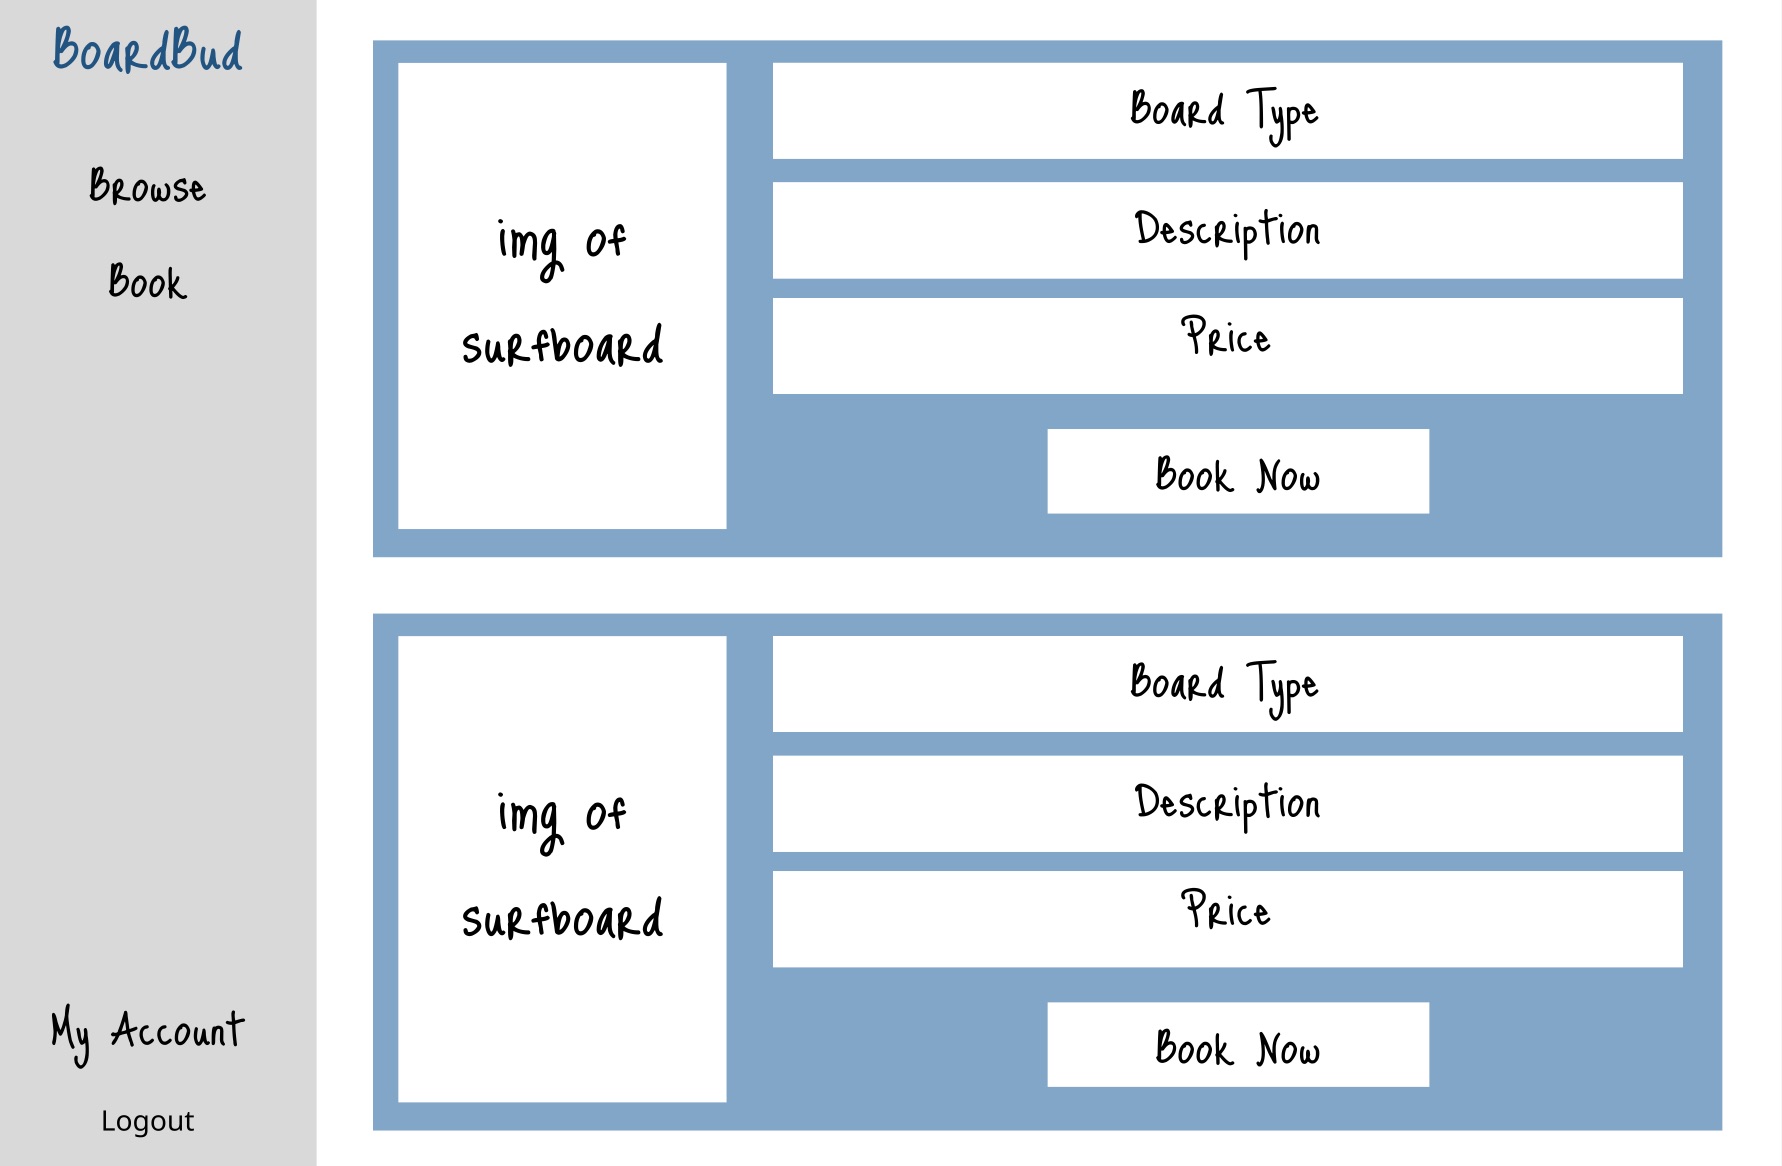 BoardBud
Browse
Book
My Account
Logout
img of
surfboard
Board Type
Description
Price
Book Now
img of
surfboard
Board Type
Description
Price
Book Now